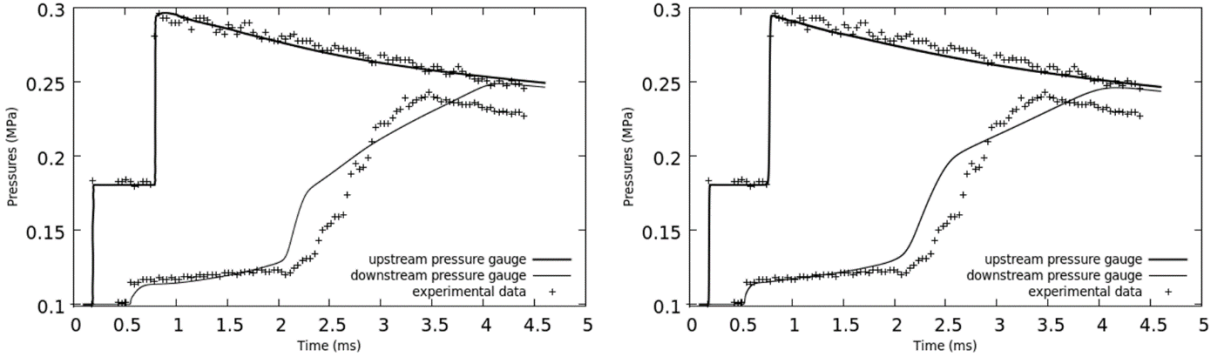 0.3
0.25
0.2
0.15
0.1
Pressures (MPa)
0 0.5 1 1.5 2 2.5 3 3.5 4 4.5 5
Time (ms)
upstream pressure gauge
downstream pressure gauge
experimental data
0.3
0.25
0.2
0.15
0.1
Pressures (MPa)
0 0.5 1 1.5 2 2.5 3 3.5 4 4.5 5
Time (ms)
upstream pressure gauge
downstream pressure gauge
experimental data